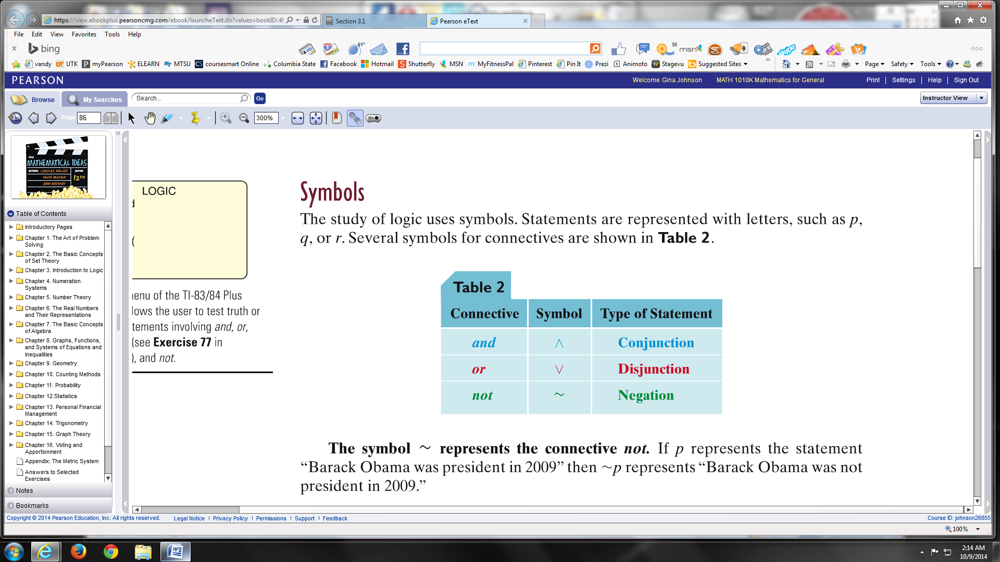 https://view.ebookplus.pearsoncmg.com/ebook/launcheText.do?values=bookID::49
Section 3.1
Pearson eText
File Edit View Favorites Tools Help
x bing
61°
50
msn
skype
vandy UTK myPearson ELEARN MTSU coursesmart Online Columbia State Facebook Hotmail Shutterfly MSN MyFitnessPal Pinterest Pin It Prezi Animoto Stagevu Suggested Sites
Page Safety Tools
PEARSON
Welcome Gina Johnson MATH 1010K Mathematics for General Print Settings Help Sign Out
Browse My Searches Search... Go
Instructor View
Page 86 300%
TITLE
MATHEMATICAL IDEAS
AUTHORS CHARLES MILLER EDITION
VERN HEEREN 12TH
JOHN HORNSBY
Table of Contents
Introductory Pages
Chapter 1. The Art of Problem
Solving
Chapter 2. The Basic Concepts
of Set Theory
Chapter 3. Introduction to Logic
Chapter 4. Numeration
Systems
Chapter 5. Number Theory
Chapter 6. The Real Numbers
and Their Representations
Chapter 7. The Basic Concepts
of Algebra
Chapter 8. Graphs, Functions,
and Systems of Equations and
Inequalities
Chapter 9. Geometry
Chapter 10. Counting Methods
Chapter 11. Probability
Chapter 12.Statistics
Chapter 13. Personal Financial
Management
Chapter 14. Trigonometry
Chapter 15. Graph Theory
Chapter 16. Voting and
Apportionment
Appendix: The Metric System
Answers to Selected
Exercises
Notes
Bookmarks
LOGIC
d
(
enu of the TI-83/84 Plus
lows the user to test truth or
tements involving and, or,
(see Exercise 77 in
), and not.
Symbols
The study of logic uses symbols. Statements are represented with letters, such as p,
q, or r. Several symbols for connectives are shown in Table 2.
Table 2
Connective Symbol Type of Statement
and ∧ Conjunction
or ∨ Disjunction
not ~ Negation
The symbol ~ represents the connective not. If p represents the statement
“Barack Obama was president in 2009” then ~p represents “Barack Obama was not
president in 2009.”
Copyright © 2014 Pearson Education, Inc. All rights reserved. Legal Notice | Privacy Policy | Permissions | Support | Feedback
Course ID: johnson26855
100%
2:14 AM
10/9/2014